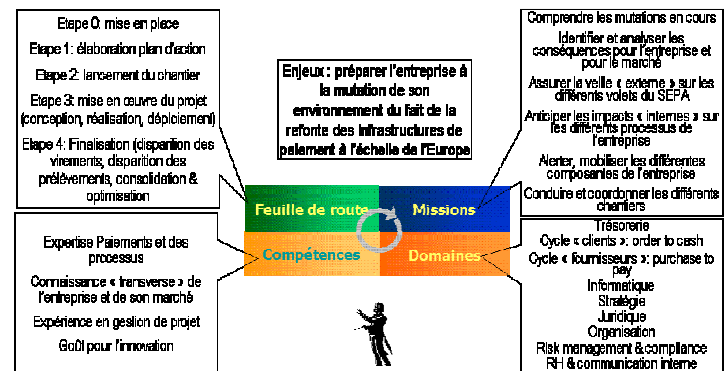 Etape 0: mise en place
Etape 1: élaboration plan d'action
Etape 2: lancement du chantier
Etape 3: mise en œuvre du projet
(conception, réalisation, déploiement)
Etape 4: Finalisation (disparition des
virements, disparition des
prélèvements, consolidation &
optimisation
Enjeux : préparer l'entreprise à
la mutation de son
environnement du fait de la
refonte des infrastructures de
paiement à l'échelle de l'Europe
Comprendre les mutations en cours
Identifier et analyser les
conséquences pour l'entreprise et
pour le marché
Assurer la veille « externe » sur les
différents volets du SEPA
Anticiper les impacts « internes » sur
les différents processus de
l'entreprise
Alerter, mobiliser les différentes
composantes de l'entreprise
Conduire et coordonner les différents
chantiers
Feuille de route
Missions
Compétences
Domaines
Expertise Paiements et des
processus
Connaissance « transverse » de
l'entreprise et de son marché
Expérience en gestion de projet
Goût pour l'innovation
Trésorerie
Cycle « clients »: order to cash
Cycle « fournisseurs »: purchase to
pay
Informatique
Stratégie
Juridique
Organisation
Risk management & compliance
RH & communication interne